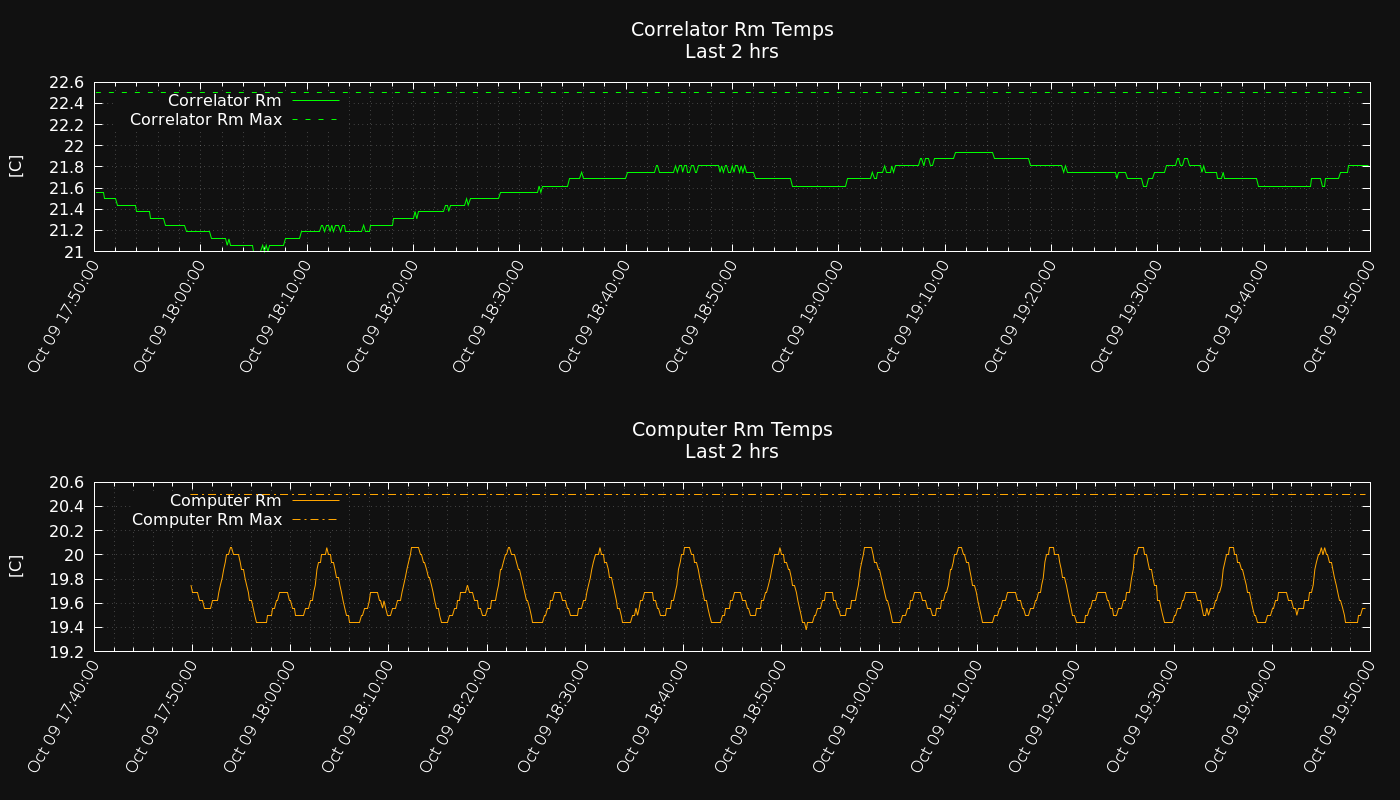 Correlator Rm Temps
Last 2 hrs
[C]
22.6
22.4
22.2
22
21.8
21.6
21.4
21.2
21
Correlator Rm
Correlator Rm Max
Oct 09 17:50:00
Oct 09 18:00:00
Oct 09 18:10:00
Oct 09 18:20:00
Oct 09 18:30:00
Oct 09 18:40:00
Oct 09 18:50:00
Oct 09 19:00:00
Oct 09 19:10:00
Oct 09 19:20:00
Oct 09 19:30:00
Oct 09 19:40:00
Oct 09 19:50:00
Computer Rm Temps
Last 2 hrs
[C]
20.6
20.4
20.2
20
19.8
19.6
19.4
19.2
Computer Rm
Computer Rm Max
Oct 09 17:40:00
Oct 09 17:50:00
Oct 09 18:00:00
Oct 09 18:10:00
Oct 09 18:20:00
Oct 09 18:30:00
Oct 09 18:40:00
Oct 09 18:50:00
Oct 09 19:00:00
Oct 09 19:10:00
Oct 09 19:20:00
Oct 09 19:30:00
Oct 09 19:40:00
Oct 09 19:50:00